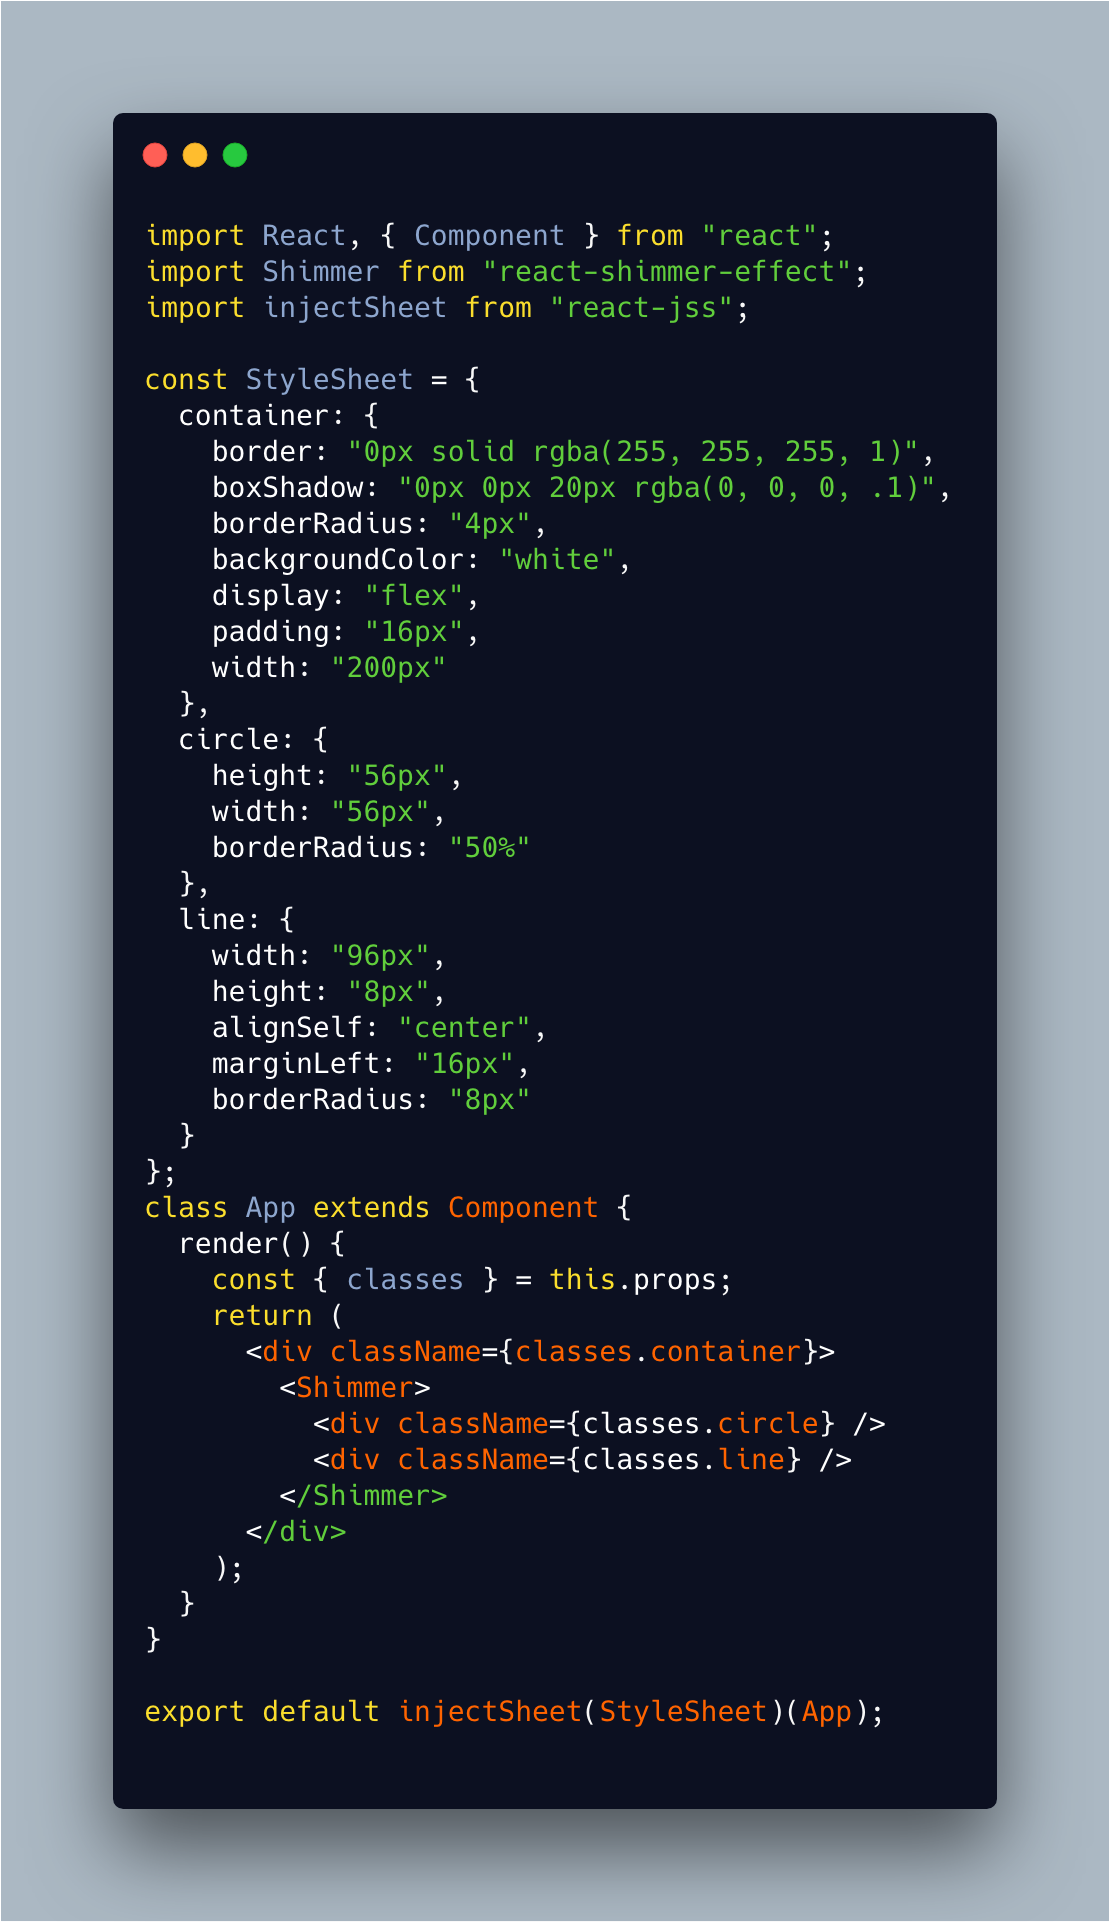 import React, { Component } from "react";
import Shimmer from "react-shimmer-effect";
import injectSheet from "react-jss";

const StyleSheet = {
  container: {
    border: "0px solid rgba(255, 255, 255, 1)",
    boxShadow: "0px 0px 20px rgba(0, 0, 0, .1)",
    borderRadius: "4px",
    backgroundColor: "white",
    display: "flex",
    padding: "16px",
    width: "200px"
  },
  circle: {
    height: "56px",
    width: "56px",
    borderRadius: "50%"
  },
  line: {
    width: "96px",
    height: "8px",
    alignSelf: "center",
    marginLeft: "16px",
    borderRadius: "8px"
  }
};
class App extends Component {
  render() {
    const { classes } = this.props;
    return (
      <div className={classes.container}>
        <Shimmer>
          <div className={classes.circle} />
          <div className={classes.line} />
        </Shimmer>
      </div>
    );
  }
}

export default injectSheet(StyleSheet)(App);